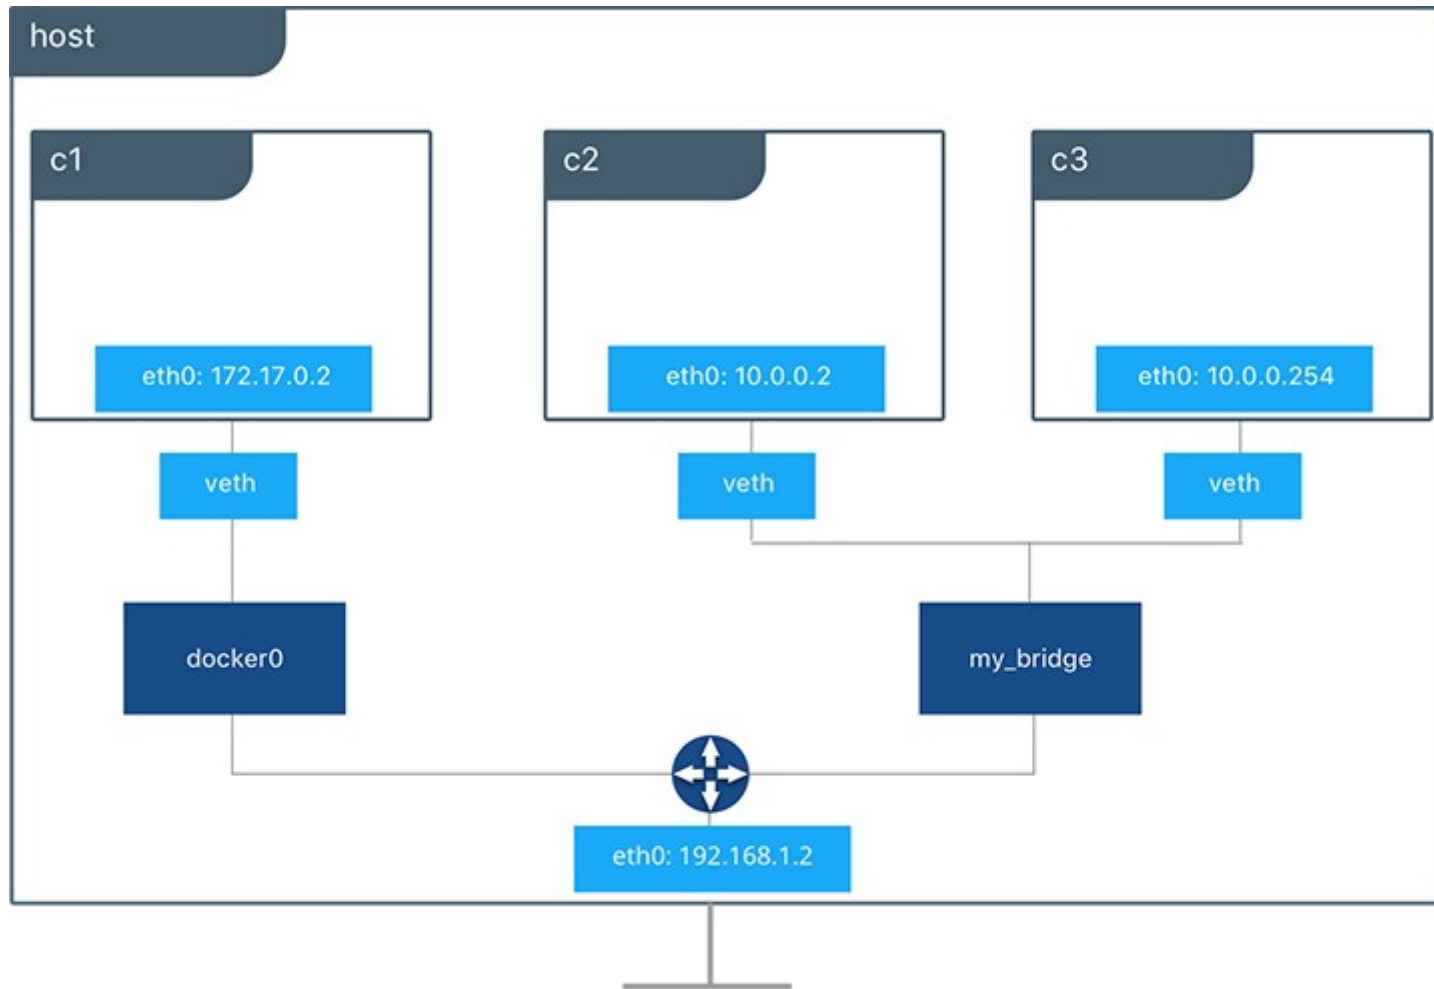 host
c1
c2
c3
eth0: 172.17.0.2
eth0: 10.0.0.2
eth0: 10.0.0.254
veth
veth
veth
docker0
my_bridge
eth0: 192.168.1.2